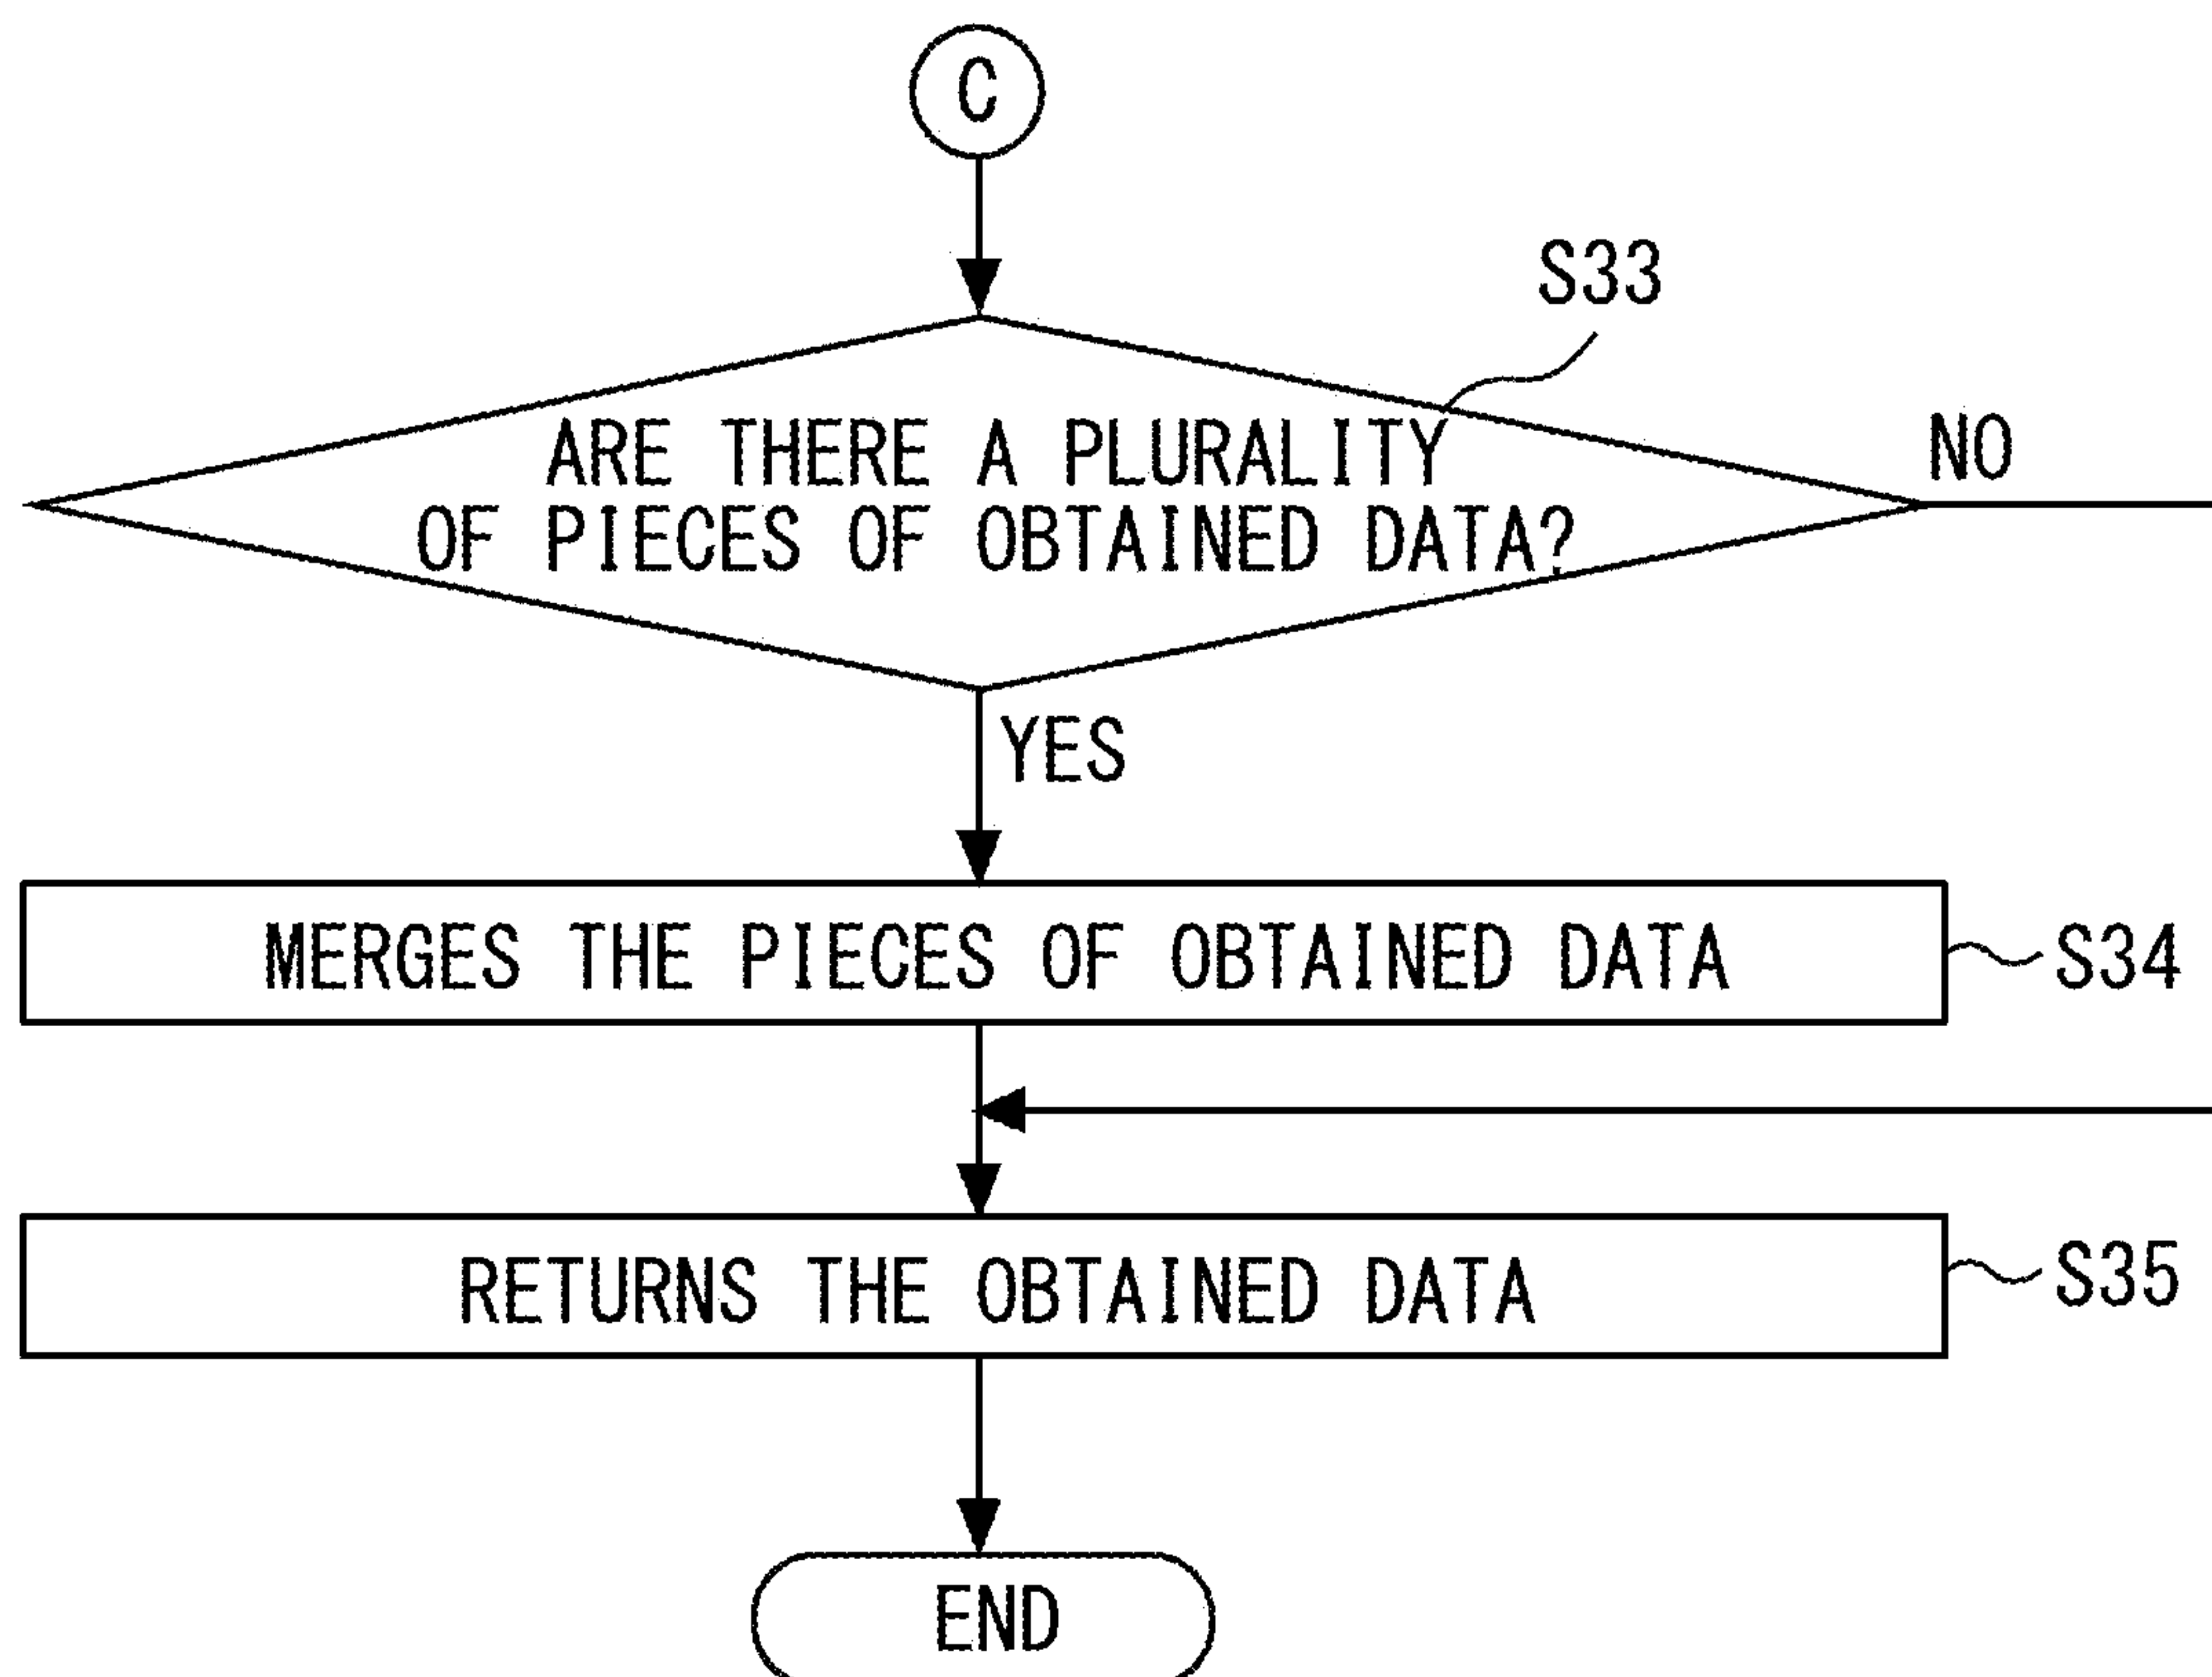 C
S33
ARE THERE A PLURALITY
OF PIECES OF OBTAINED DATA?
NO
YES
MERGES THE PIECES OF OBTAINED DATA
S34
RETURNS THE OBTAINED DATA
S35
END